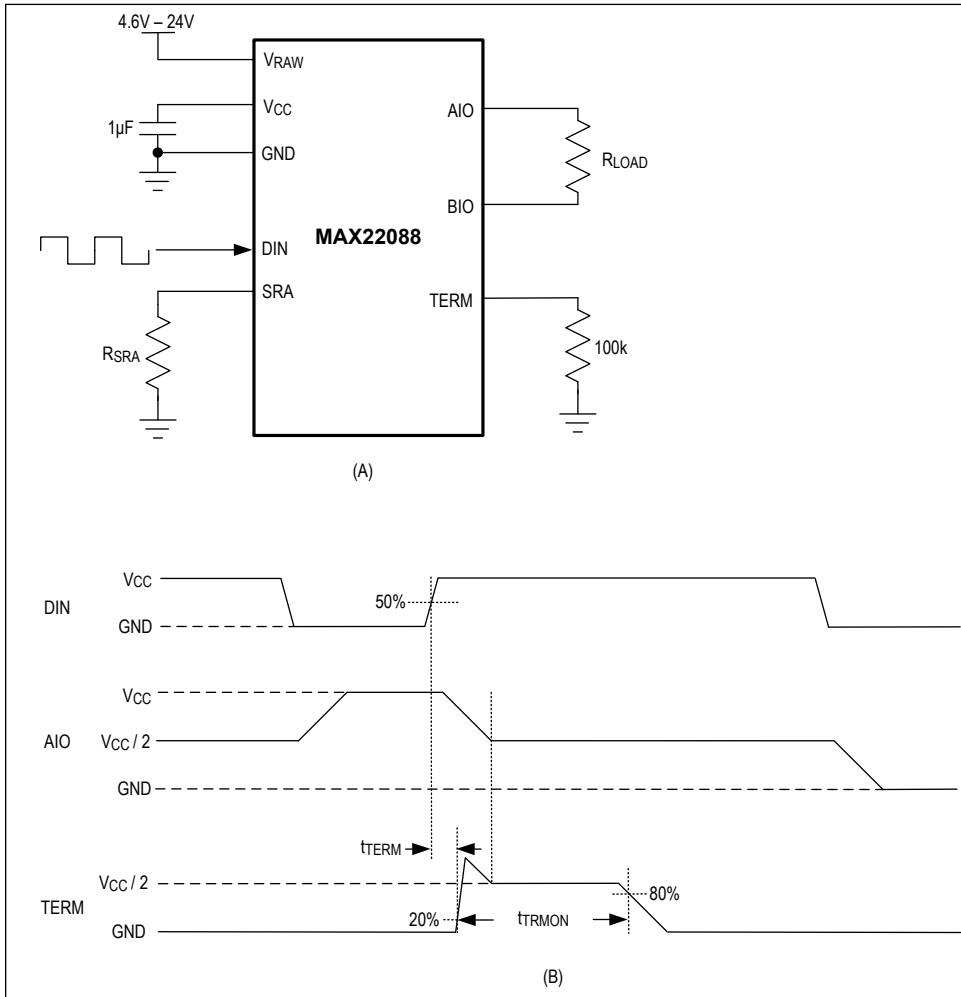 4.6V – 24V
VRAW
VCC
AIO
1µF
RLOAD
GND
BIO
MAX22088
DIN
SRA
TERM
RSRA
100k
(A)
VCC
DIN
50%
GND
VCC
AIO
VCC / 2
GND
tTERM
VCC / 2
80%
TERM
20%
tTRMON
GND
(B)